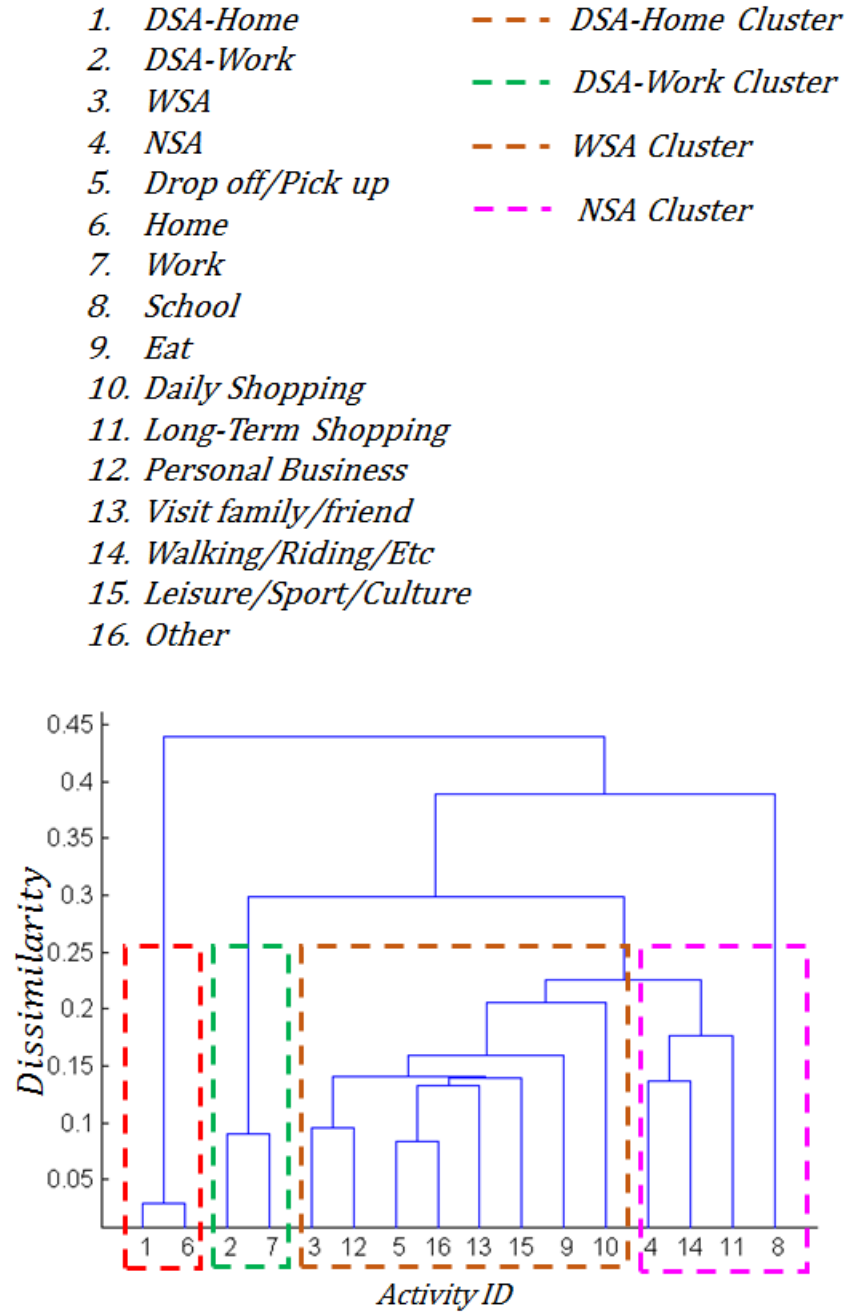 1. DSA-Home
2. DSA-Work
3. WSA
4. NSA
5. Drop off/Pick up
6. Home
7. Work
8. School
9. Eat
10. Daily Shopping
11. Long-Term Shopping
12. Personal Business
13. Visit family/friend
14. Walking/Riding/Etc
15. Leisure/Sport/Culture
16. Other
DSA-Home Cluster
DSA-Work Cluster
WSA Cluster
NSA Cluster
Dissimilarity
0.45
0.4
0.35
0.3
0.25
0.2
0.15
0.1
0.05
1 6 2 7 3 12 5 16 13 15 9 10 4 14 11 8
Activity ID